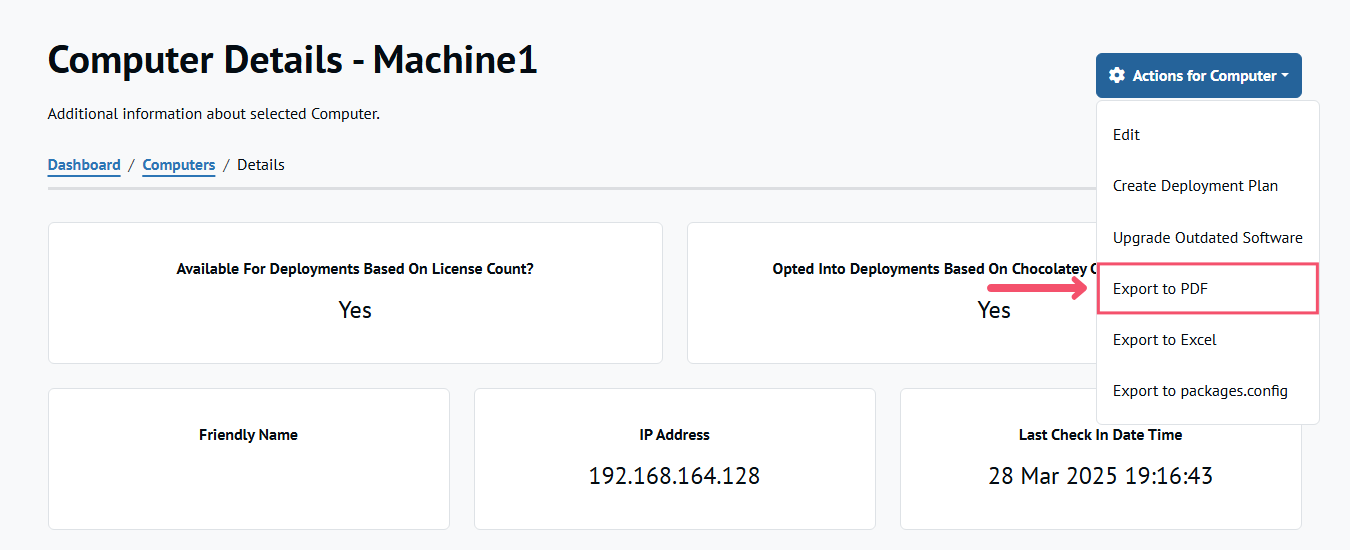 Computer Details - Machine1
Actions for Computer
Additional information about selected Computer.
Dashboard / Computers / Details
Edit
Create Deployment Plan
Upgrade Outdated Software
Export to PDF
Export to Excel
Export to packages.config
Available For Deployments Based On License Count?
Yes
Opted Into Deployments Based On Chocolatey
Yes
Friendly Name
IP Address
192.168.164.128
Last Check In Date Time
28 Mar 2025 19:16:43